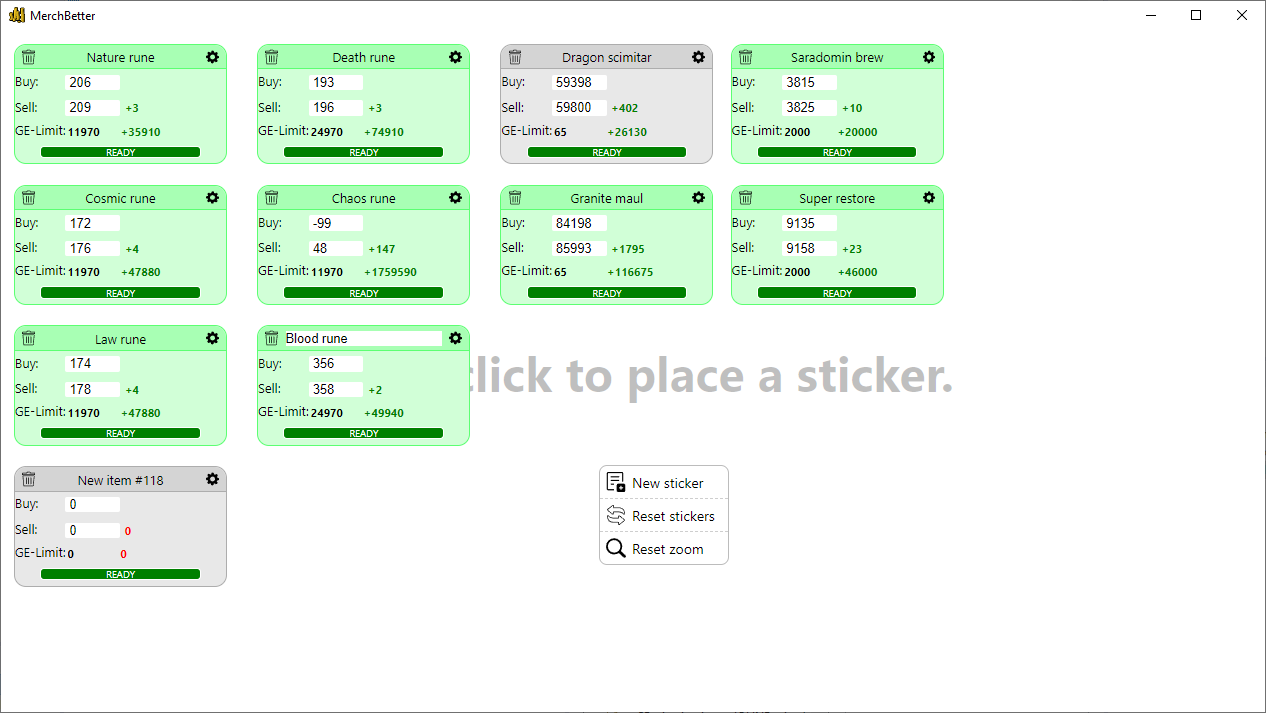 MerchBetter
Nature rune
Buy: 206
Sell: 209 +3
GE-Limit: 11970 +35910
READY
Death rune
Buy: 193
Sell: 196 +3
GE-Limit: 24970 +74910
READY
Dragon scimitar
Buy: 59398
Sell: 59800 +402
GE-Limit: 65 +26130
READY
Saradomin brew
Buy: 3815
Sell: 3825 +10
GE-Limit: 2000 +20000
READY
Cosmic rune
Buy: 172
Sell: 176 +4
GE-Limit: 11970 +47880
READY
Chaos rune
Buy: -99
Sell: 48 +147
GE-Limit: 11970 +1759590
READY
Granite maul
Buy: 84198
Sell: 85993 +1795
GE-Limit: 65 +116675
READY
Super restore
Buy: 9135
Sell: 9158 +23
GE-Limit: 2000 +46000
READY
Law rune
Buy: 174
Sell: 178 +4
GE-Limit: 11970 +47880
READY
Blood rune
Buy: 356
Sell: 358 +2
GE-Limit: 24970 +49940
READY
click to place a sticker.
New item #118
Buy: 0
Sell: 0 0
GE-Limit: 0 0
READY
New sticker
Reset stickers
Reset zoom